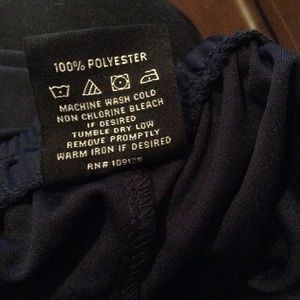 100% POLYESTER
MACHINE WASH COLD
NON CHLORINE BLEACH
IF DESIRED
TUMBLE DRY LOW
REMOVE PROMPTLY
WARM IRON IF DESIRED
RN#